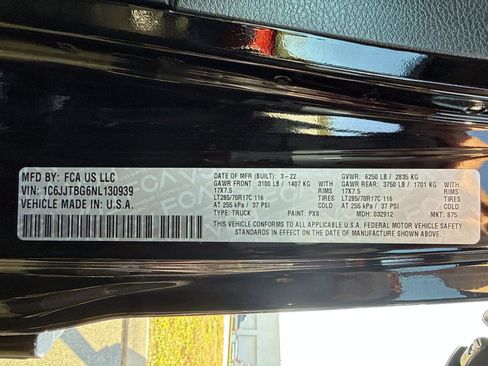 MFD BY: FCA US LLC
VIN: 1C6JJTBG6NL130939
VEHICLE MADE IN: U.S.A.
DATE OF MFR (BUILT): 3-22 GVWR: 6250 LB / 2835 KG
GAWR FRONT: 3100 LB / 1407 KG GAWR REAR: 3750 LB / 1701 KG
17X7.5 TIRES 17X7.5 TIRES
LT285/70R17C 116 COLD LT285/70R17C 116 COLD
AT 255 kPa / 37 PSI AT 255 kPa / 37 PSI
TYPE: TRUCK PAINT: PX8 MDH: 032912 MKT: 875
THIS VEHICLE CONFORMS TO ALL APPLICABLE U.S.A. FEDERAL MOTOR VEHICLE SAFETY
STANDARDS IN EFFECT ON THE DATE OF MANUFACTURE SHOWN ABOVE.